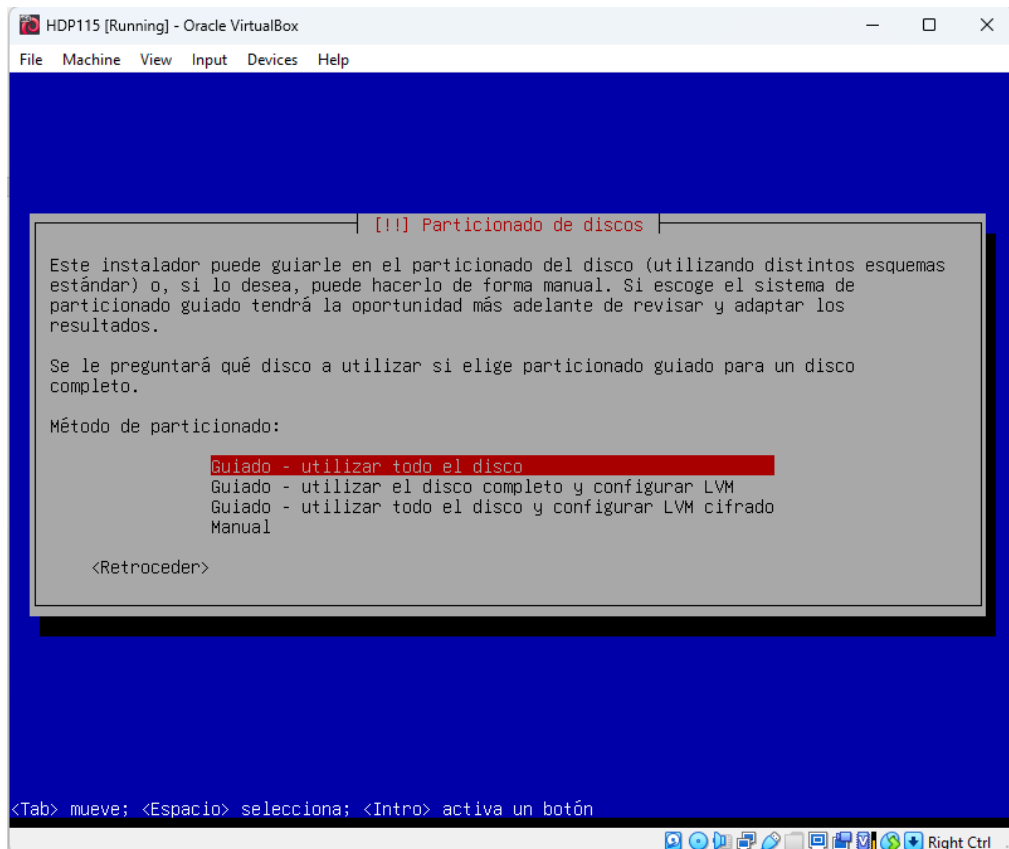 HDP115 [Running] - Oracle VirtualBox
File Machine View Input Devices Help
[!!] Particionado de discos
Este instalador puede guiarle en el particionado del disco (utilizando distintos esquemas
estándar) o, si lo desea, puede hacerlo de forma manual. Si escoge el sistema de
particionado guiado tendrá la oportunidad más adelante de revisar y adaptar los
resultados.
Se le preguntará qué disco a utilizar si elige particionado guiado para un disco
completo.
Método de particionado:
Guiado - utilizar todo el disco
Guiado - utilizar el disco completo y configurar LVM
Guiado - utilizar todo el disco y configurar LVM cifrado
Manual
<Retroceder>
<Tab> mueve; <Espacio> selecciona; <Intro> activa un botón
Right Ctrl